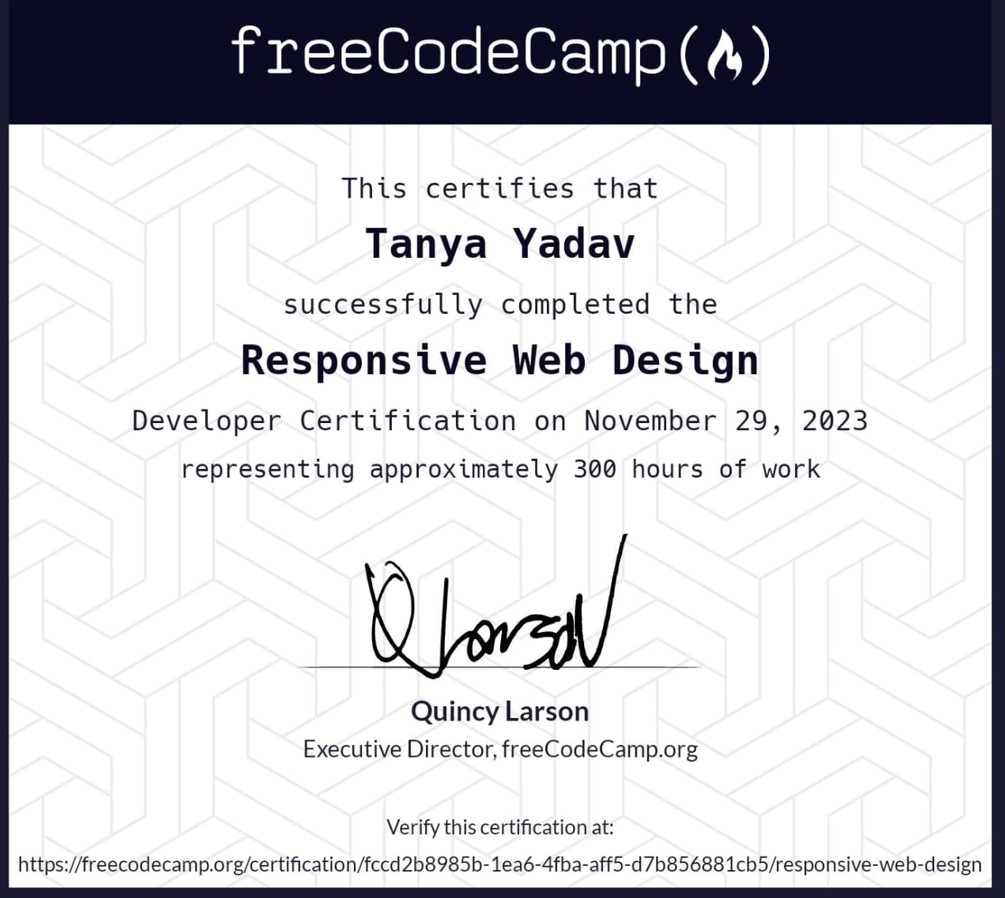 freeCodeCamp(🔥)
This certifies that
Tanya Yadav
successfully completed the
Responsive Web Design
Developer Certification on November 29, 2023
representing approximately 300 hours of work
QLarson
Quincy Larson
Executive Director, freeCodeCamp.org
Verify this certification at:
https://freecodecamp.org/certification/fccd2b8985b-1ea6-4fba-aff5-d7b856881cb5/responsive-web-design